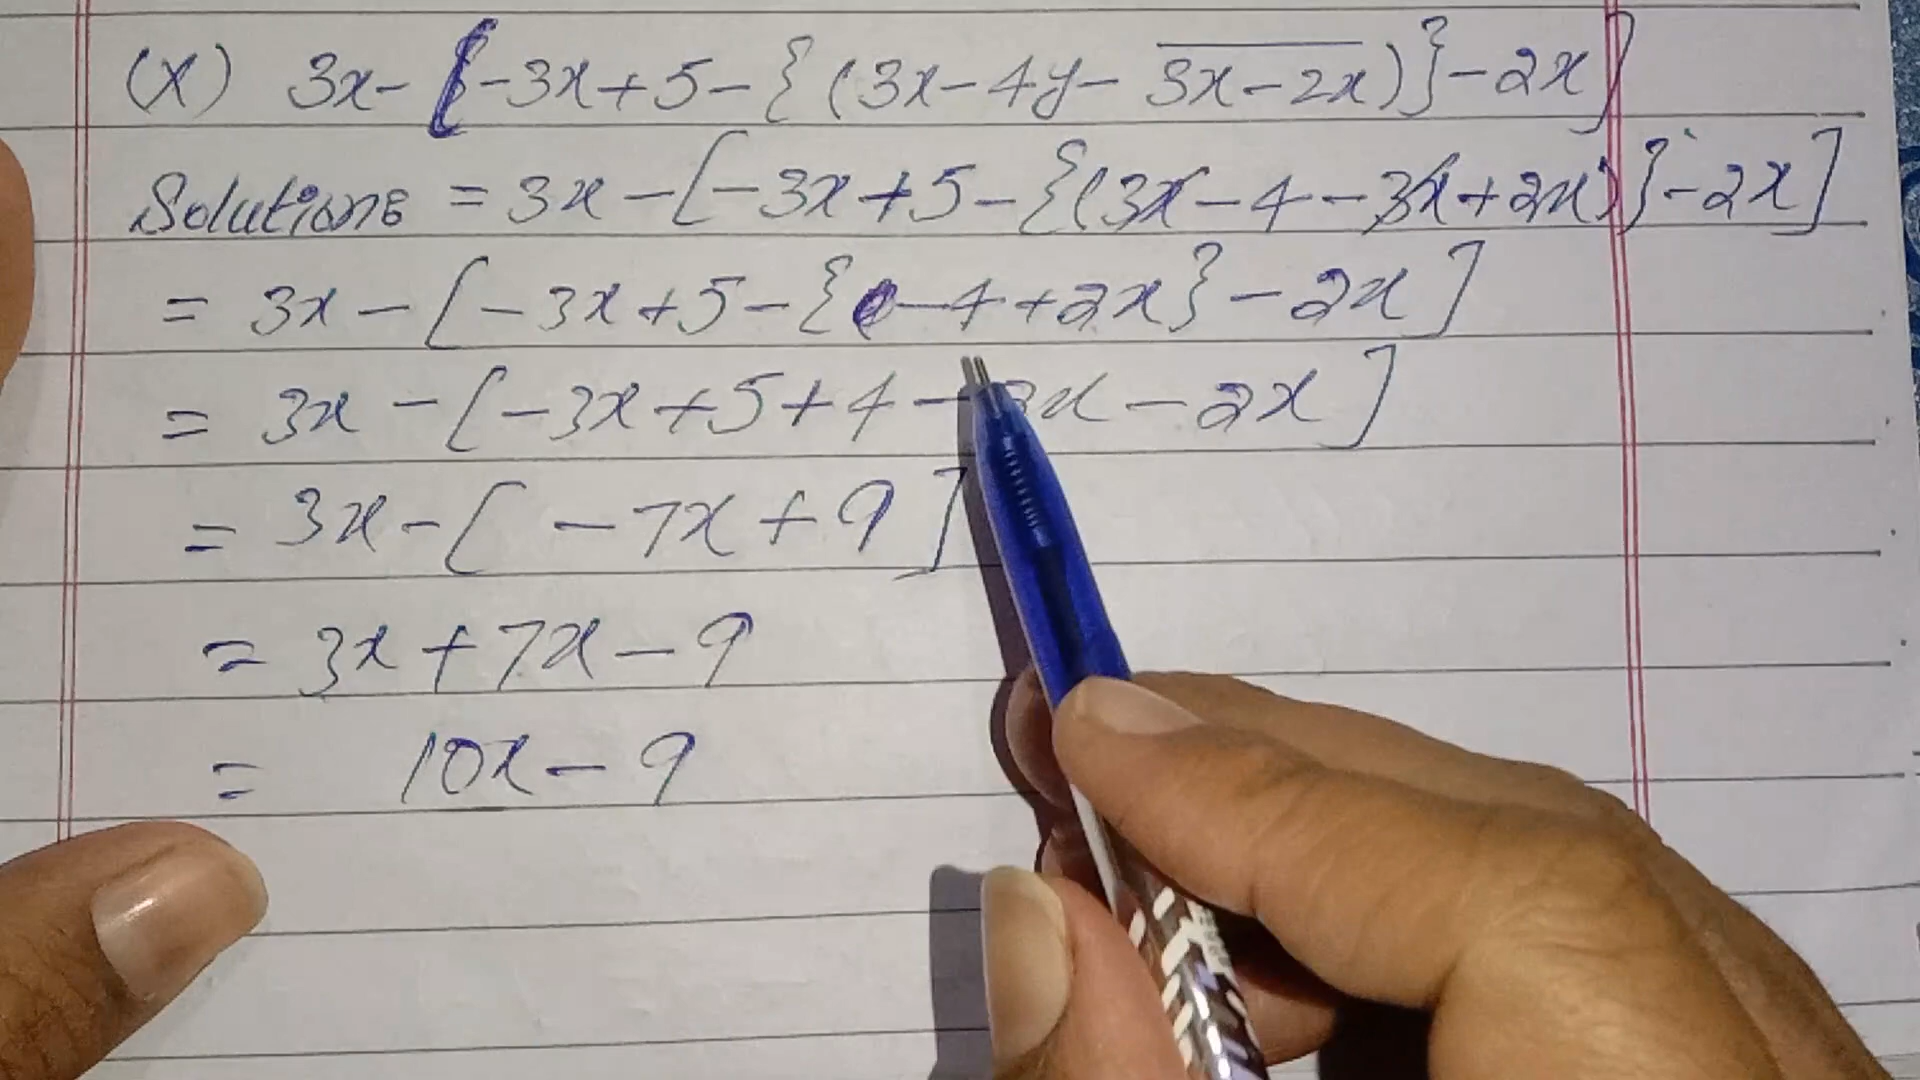 (x) 3x-[-3x+5-{(3x-4y-3x-2x)}-2x]
Solutions = 3x-[-3x+5-{(3x-4-3x+2x)}-2x]
= 3x-[-3x+5-{-4+2x}-2x]
= 3x-[-3x+5+4-2x-2x]
= 3x-[-7x+9]
= 3x+7x-9
= 10x-9